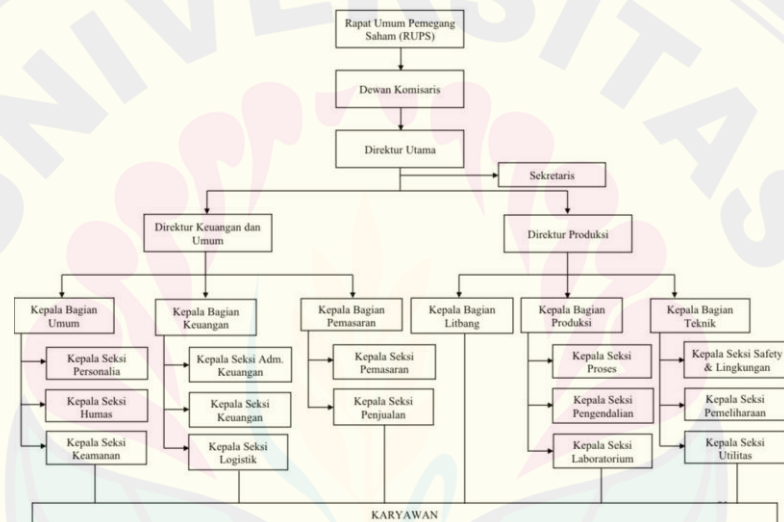 UNIVERSITAS
Rapat Umum Pemegang
Saham (RUPS)
Dewan Komisaris
Direktur Utama
Sekretaris
Direktur Keuangan dan
Umum
Direktur Produksi
Kepala Bagian
Umum
Kepala Bagian
Keuangan
Kepala Bagian
Pemasaran
Kepala Bagian
Litbang
Kepala Bagian
Produksi
Kepala Bagian
Teknik
Kepala Seksi
Personalia
Kepala Seksi
Humas
Kepala Seksi
Keamanan
Kepala Seksi Adm.
Keuangan
Kepala Seksi
Keuangan
Kepala Seksi
Logistik
Kepala Seksi
Pemasaran
Kepala Seksi
Penjualan
Kepala Seksi
Proses
Kepala Seksi
Pengendalian
Kepala Seksi
Laboratorium
Kepala Seksi Safety
& Lingkungan
Kepala Seksi
Pemeliharaan
Kepala Seksi
Utilitas
KARYAWAN